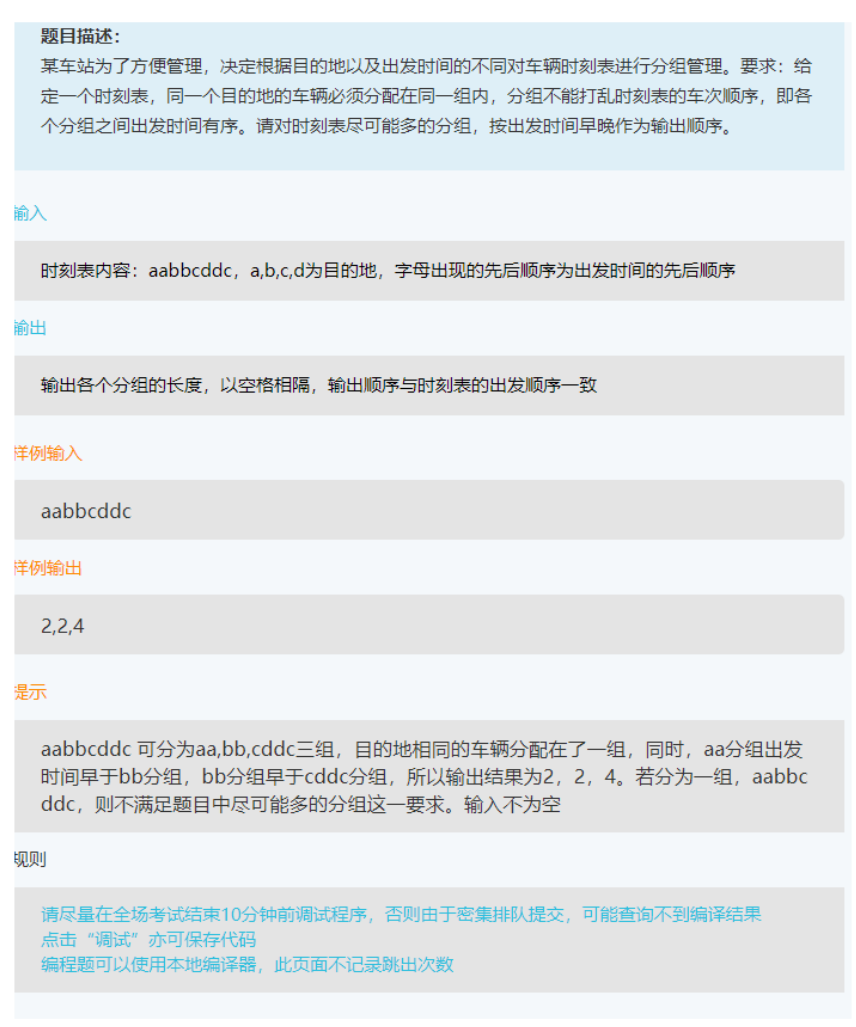 题目描述：
某车站为了方便管理，决定根据目的地以及出发时间的不同对车辆时刻表进行分组管理。要求：给
定一个时刻表，同一个目的地的车辆必须分配在同一组内，分组不能打乱时刻表的车次顺序，即各
个分组之间出发时间有序。请对时刻表尽可能多的分组，按出发时间早晚作为输出顺序。
输入
时刻表内容：aabbcddc，a,b,c,d为目的地，字母出现的先后顺序为出发时间的先后顺序
输出
输出各个分组的长度，以空格相隔，输出顺序与时刻表的出发顺序一致
样例输入
aabbcddc
样例输出
2,2,4
提示
aabbcddc 可分为aa,bb,cddc三组，目的地相同的车辆分配在了一组，同时，aa分组出发
时间早于bb分组，bb分组早于cddc分组，所以输出结果为2，2，4。若分为一组，aabbc
ddc，则不满足题目中尽可能多的分组这一要求。输入不为空
规则
请尽量在全场考试结束10分钟前调试程序，否则由于密集排队提交，可能查询不到编译结果
点击“调试”亦可保存代码
编程题可以使用本地编译器，此页面不记录跳出次数